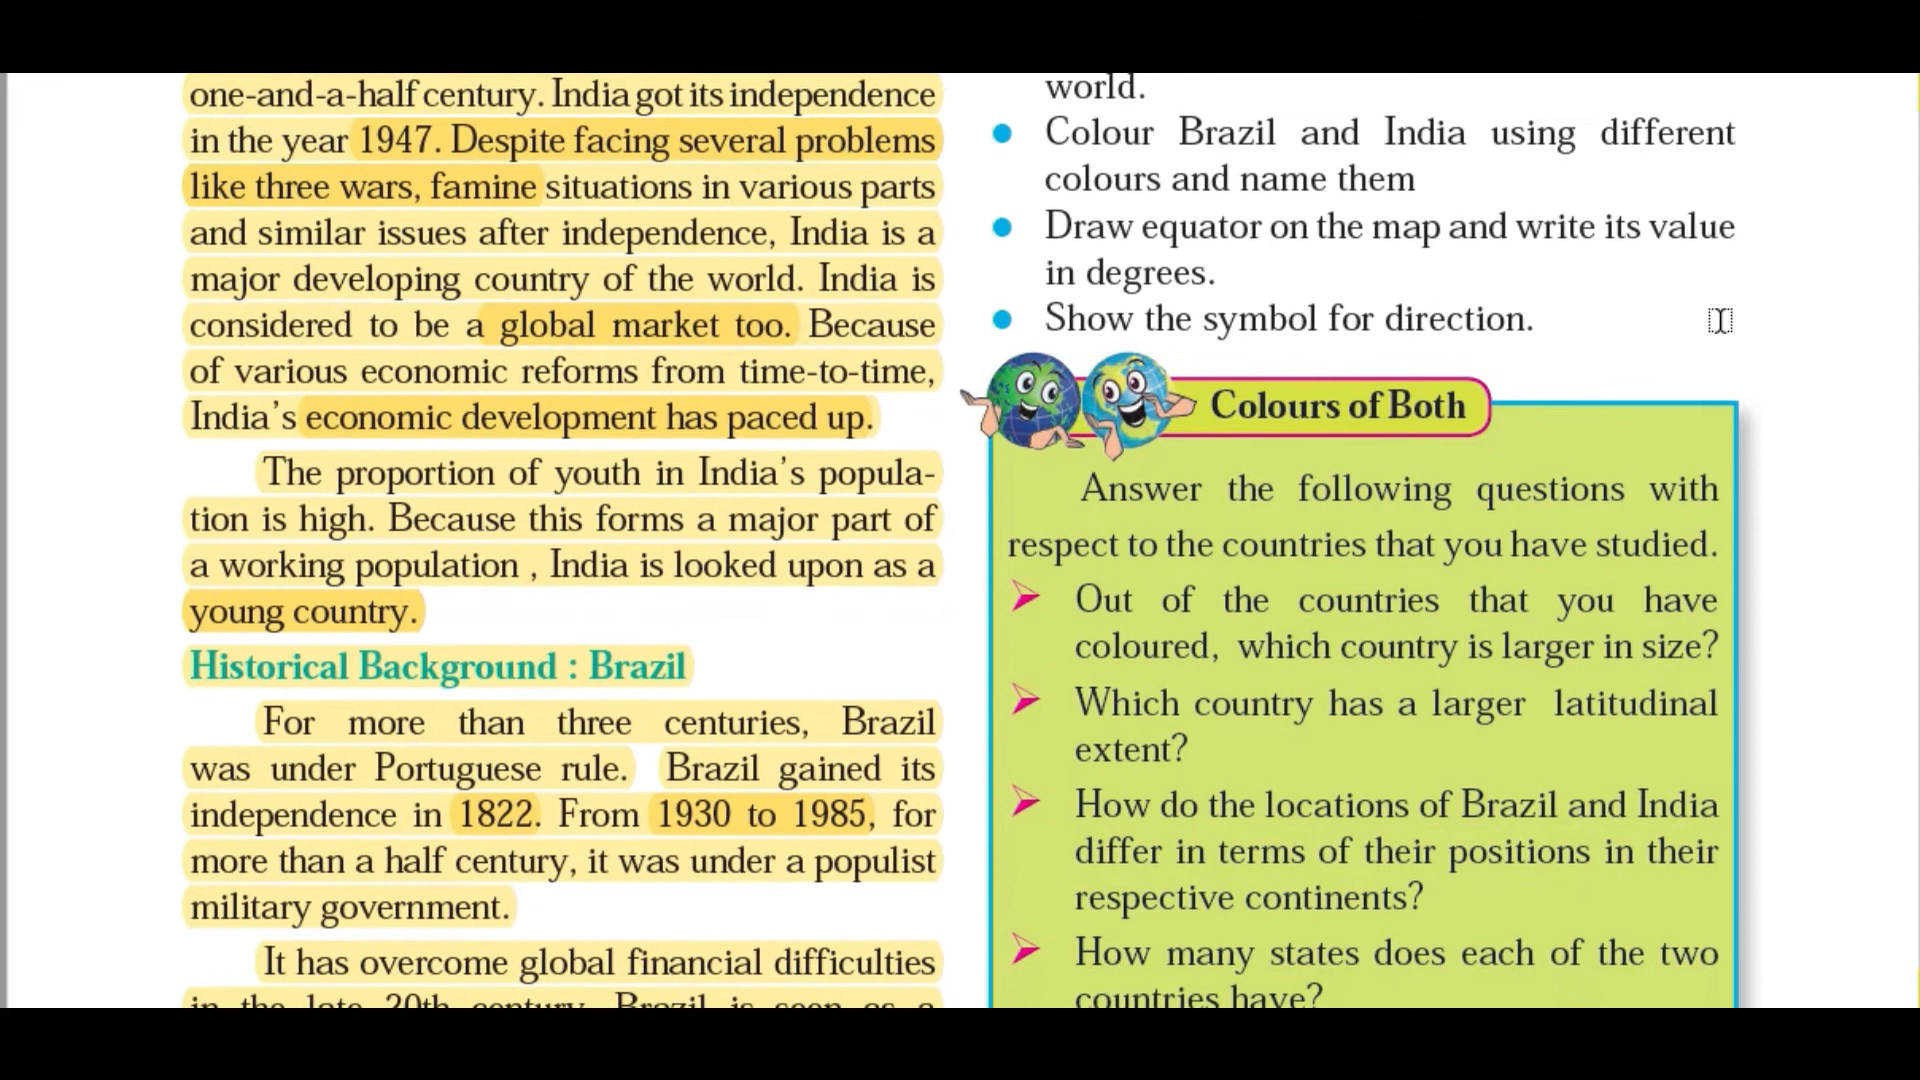 one-and-a-half century. India got its independence
in the year 1947. Despite facing several problems
like three wars, famine situations in various parts
and similar issues after independence, India is a
major developing country of the world. India is
considered to be a global market too. Because
of various economic reforms from time-to-time,
India’s economic development has paced up.
The proportion of youth in India’s popula-
tion is high. Because this forms a major part of
a working population , India is looked upon as a
young country.
Historical Background : Brazil
For more than three centuries, Brazil
was under Portuguese rule. Brazil gained its
independence in 1822. From 1930 to 1985, for
more than a half century, it was under a populist
military government.
It has overcome global financial difficulties
in the late 20th century. Brazil is seen as a
world.
• Colour Brazil and India using different
colours and name them
• Draw equator on the map and write its value
in degrees.
• Show the symbol for direction.
Colours of Both
Answer the following questions with
respect to the countries that you have studied.
➢ Out of the countries that you have
coloured, which country is larger in size?
➢ Which country has a larger latitudinal
extent?
➢ How do the locations of Brazil and India
differ in terms of their positions in their
respective continents?
➢ How many states does each of the two
countries have?